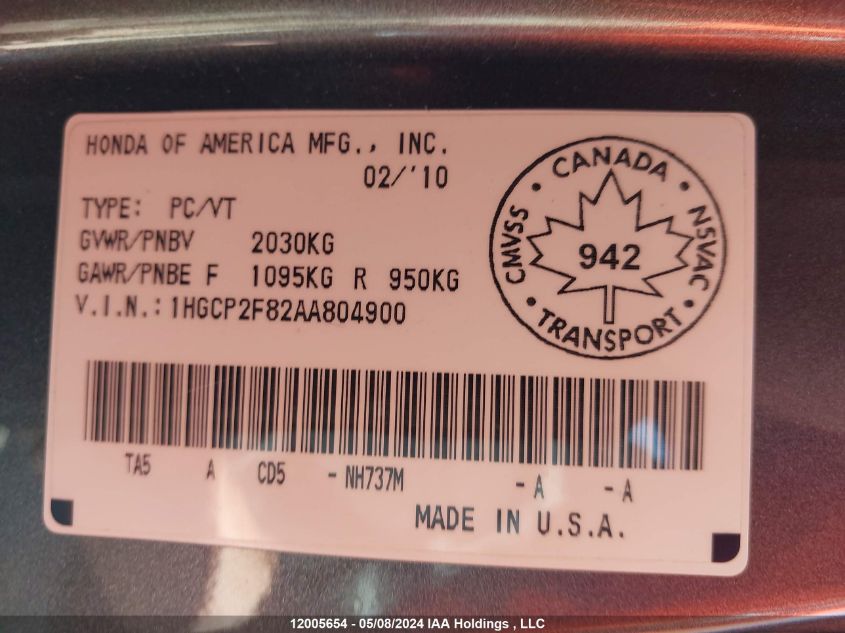 HONDA OF AMERICA MFG., INC.
02/'10
TYPE: PC/VT
GVWR/PNBV 2030KG
GAWR/PNBE F 1095KG R 950KG
V.I.N.: 1HGCP2F82AA804900
CANADA
CMVSS • NSVAC
942
• TRANSPORT •
TA5 A CD5 - NH737M - A - A
MADE IN U.S.A.
12005654 - 05/08/2024 IAA Holdings , LLC